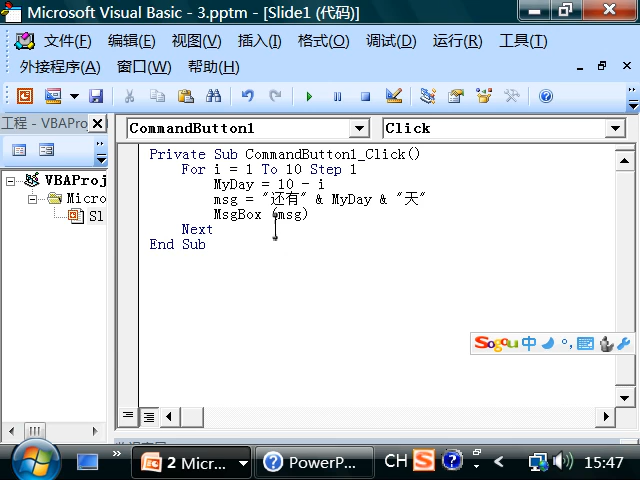 Microsoft Visual Basic - 3.pptm - [Slide1 (代码)]
文件(F) 编辑(E) 视图(V) 插入(I) 格式(O) 调试(D) 运行(R) 工具(T)
外接程序(A) 窗口(W) 帮助(H)
工程 - VBAProj
CommandButton1 Click
VBAProj
Micro
Sl
Private Sub CommandButton1_Click()
For i = 1 To 10 Step 1
MyDay = 10 - i
msg = "还有" & MyDay & "天"
MsgBox (msg)
Next
End Sub
Sogou 中
2 Micr... PowerP... CH 15:47